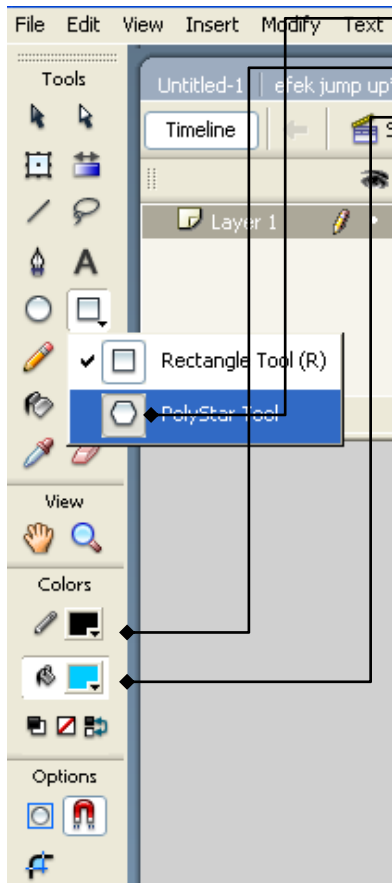 File Edit View Insert Modify Text
Tools
Untitled-1 efek jump up*
Timeline S
Layer 1
Rectangle Tool (R)
PolyStar Tool
View
Colors
Options